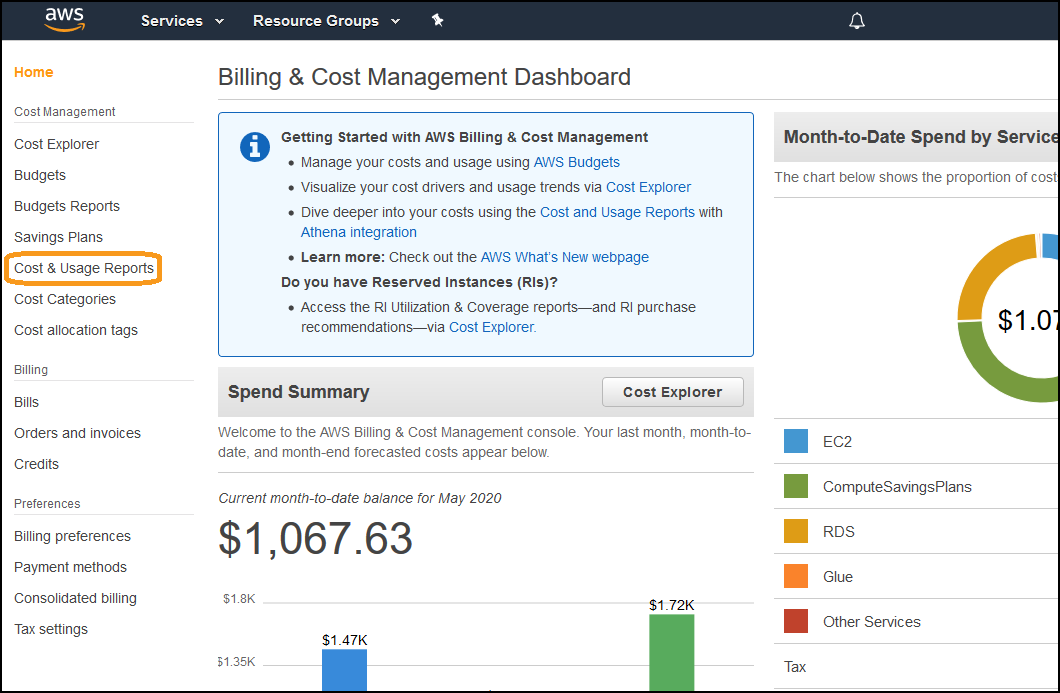 aws
Services
Resource Groups
Home
Cost Management
Cost Explorer
Budgets
Budgets Reports
Savings Plans
Cost & Usage Reports
Cost Categories
Cost allocation tags
Billing
Bills
Orders and invoices
Credits
Preferences
Billing preferences
Payment methods
Consolidated billing
Tax settings
Billing & Cost Management Dashboard
Getting Started with AWS Billing & Cost Management
• Manage your costs and usage using AWS Budgets
• Visualize your cost drivers and usage trends via Cost Explorer
• Dive deeper into your costs using the Cost and Usage Reports with
Athena integration
• Learn more: Check out the AWS What's New webpage
Do you have Reserved Instances (RIs)?
• Access the RI Utilization & Coverage reports—and RI purchase
recommendations—via Cost Explorer.
Spend Summary
Cost Explorer
Welcome to the AWS Billing & Cost Management console. Your last month, month-to-
date, and month-end forecasted costs appear below.
Current month-to-date balance for May 2020
$1,067.63
$1.8K
$1.72K
$1.47K
$1.35K
Month-to-Date Spend by Service
The chart below shows the proportion of cost
$1.07
EC2
ComputeSavingsPlans
RDS
Glue
Other Services
Tax